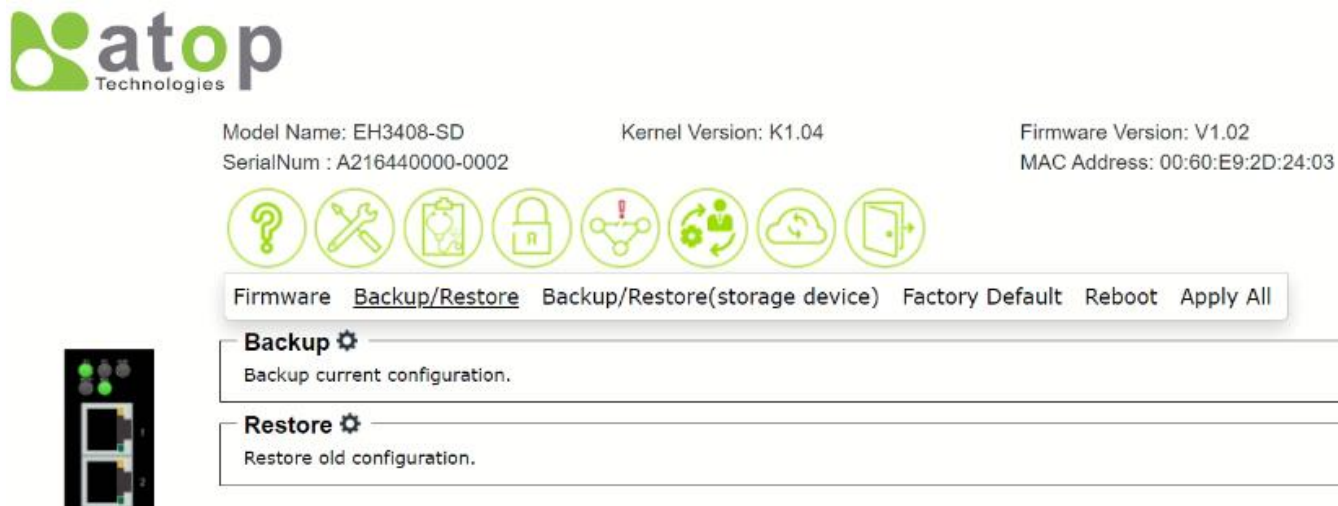 atop
Technologies
Model Name: EH3408-SD Kernel Version: K1.04 Firmware Version: V1.02
SerialNum : A216440000-0002 MAC Address: 00:60:E9:2D:24:03
Firmware Backup/Restore Backup/Restore(storage device) Factory Default Reboot Apply All
Backup
Backup current configuration.
Restore
Restore old configuration.
1
2